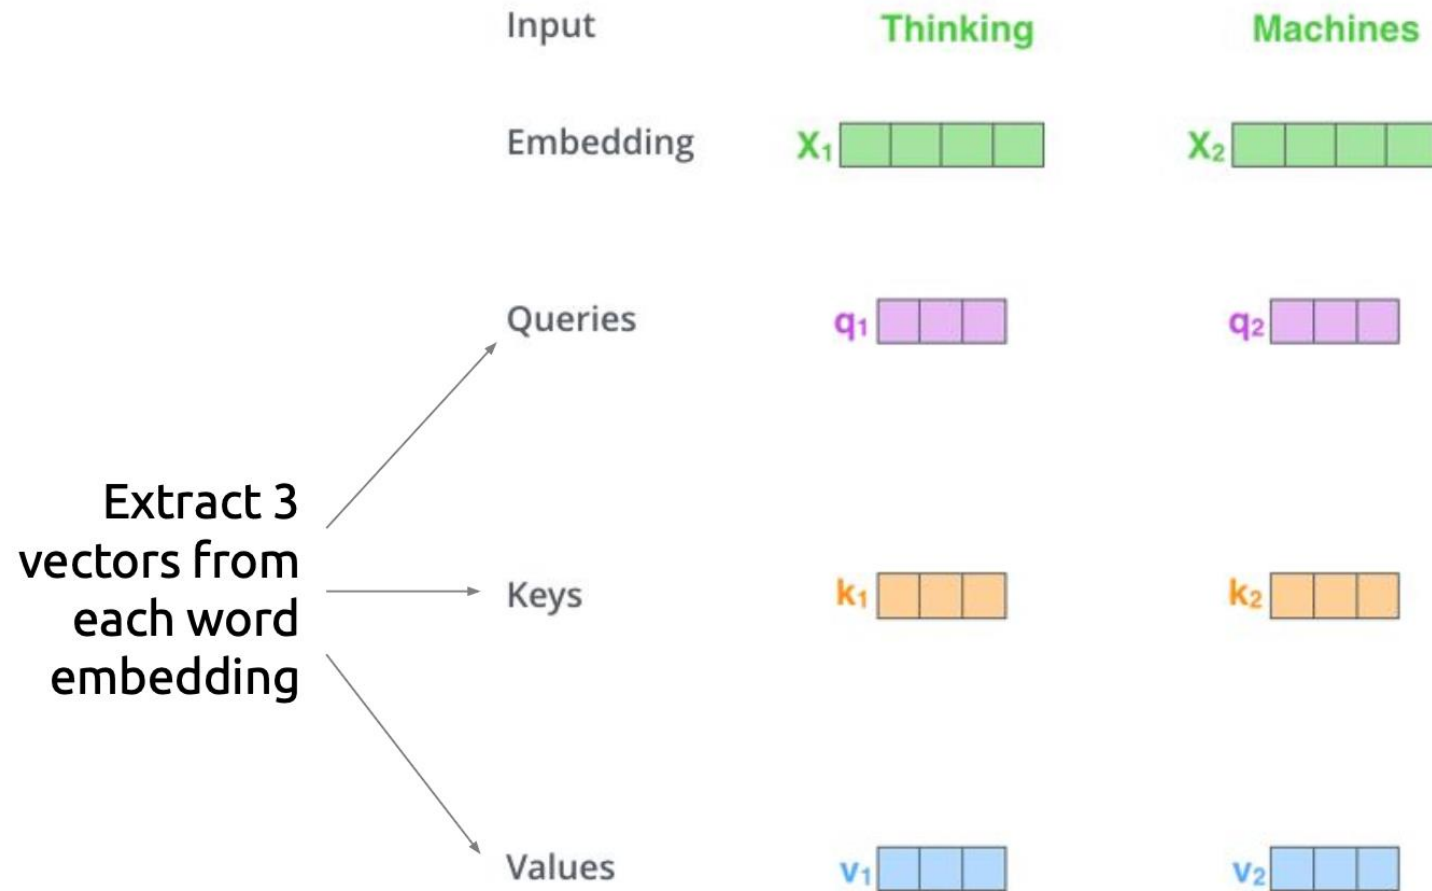 Input Thinking Machines
Embedding X1 X2
Queries q1 q2
Extract 3
vectors from
each word
embedding
Keys k1 k2
Values v1 v2